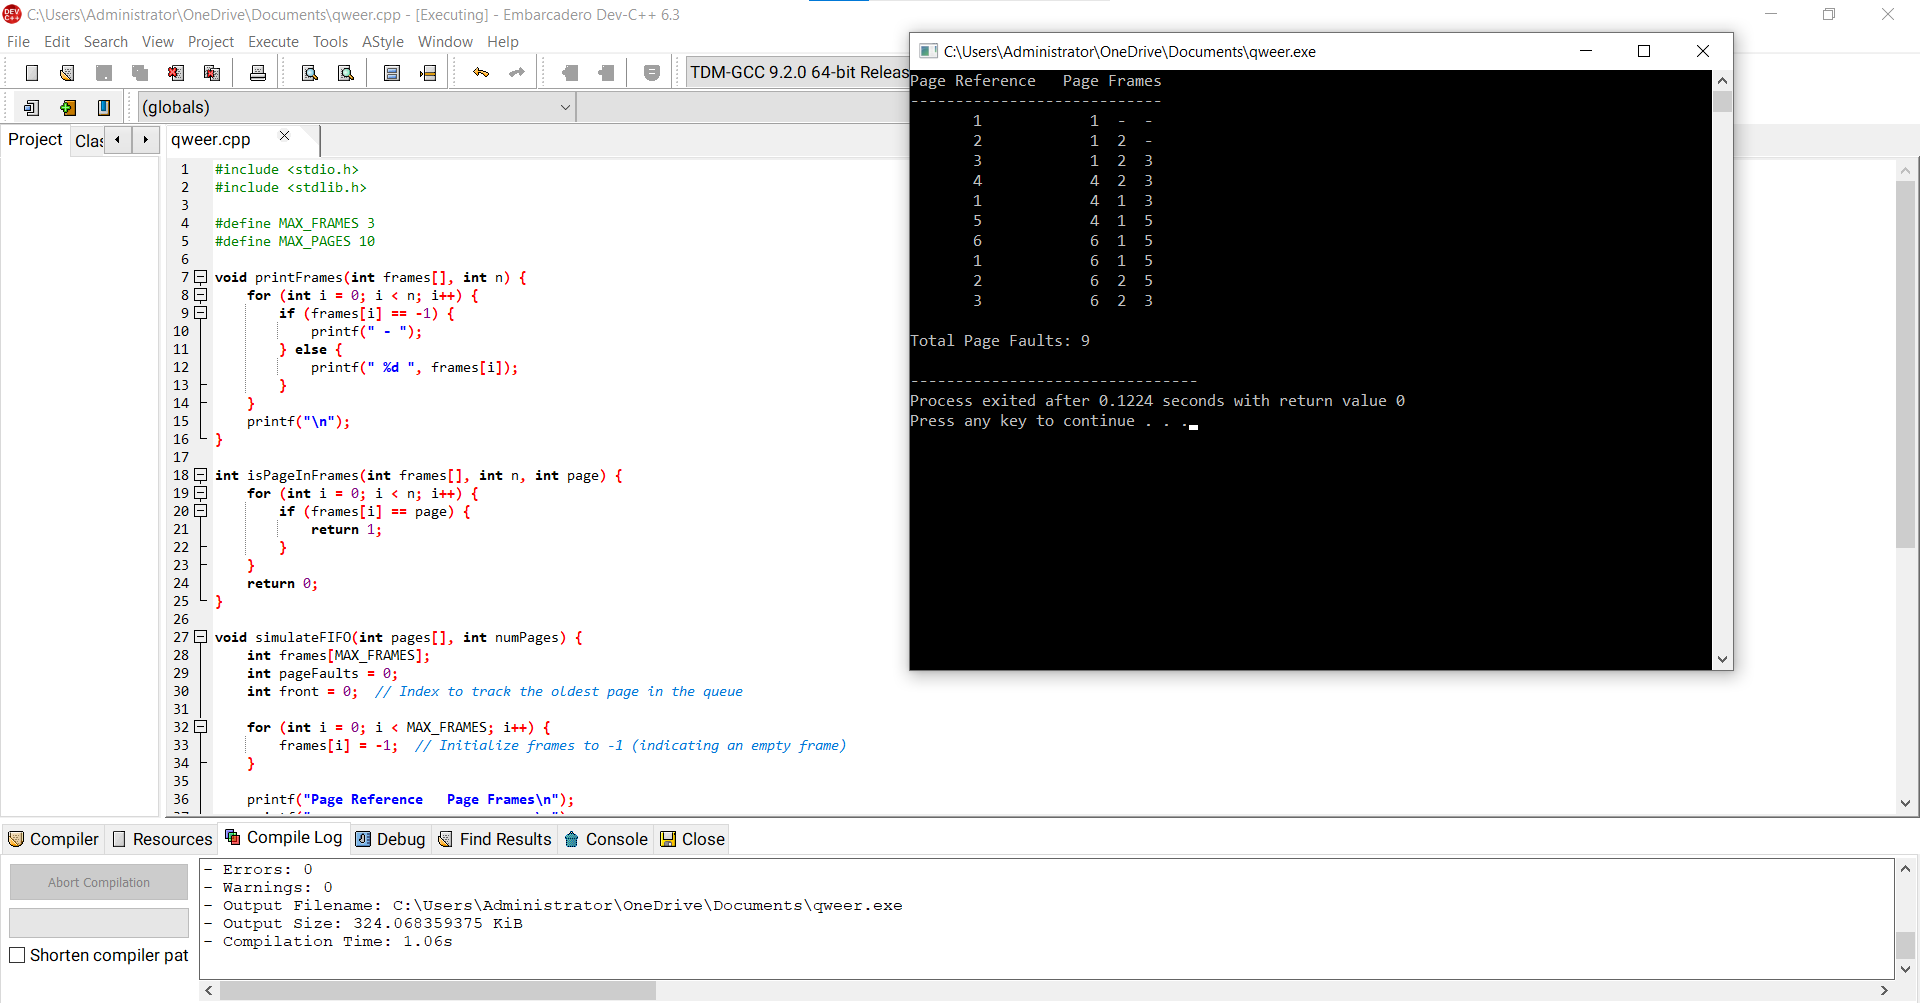 C:\Users\Administrator\OneDrive\Documents\qweer.cpp - [Executing] - Embarcadero Dev-C++ 6.3
File Edit Search View Project Execute Tools AStyle Window Help
TDM-GCC 9.2.0 64-bit Releas
(globals)
Project Clas qweer.cpp
1 #include <stdio.h>
2 #include <stdlib.h>
3
4 #define MAX_FRAMES 3
5 #define MAX_PAGES 10
6
7 void printFrames(int frames[], int n) {
8 for (int i = 0; i < n; i++) {
9 if (frames[i] == -1) {
10 printf(" - ");
11 } else {
12 printf(" %d ", frames[i]);
13 }
14 }
15 printf("\n");
16 }
17
18 int isPageInFrames(int frames[], int n, int page) {
19 for (int i = 0; i < n; i++) {
20 if (frames[i] == page) {
21 return 1;
22 }
23 }
24 return 0;
25 }
26
27 void simulateFIFO(int pages[], int numPages) {
28 int frames[MAX_FRAMES];
29 int pageFaults = 0;
30 int front = 0; // Index to track the oldest page in the queue
31
32 for (int i = 0; i < MAX_FRAMES; i++) {
33 frames[i] = -1; // Initialize frames to -1 (indicating an empty frame)
34 }
35
36 printf("Page Reference   Page Frames\n");
C:\Users\Administrator\OneDrive\Documents\qweer.exe
Page Reference   Page Frames
----------------------------
1 1 - -
2 1 2 -
3 1 2 3
4 4 2 3
1 4 1 3
5 4 1 5
6 6 1 5
1 6 1 5
2 6 2 5
3 6 2 3
Total Page Faults: 9
--------------------------------
Process exited after 0.1224 seconds with return value 0
Press any key to continue . . .
Compiler Resources Compile Log Debug Find Results Console Close
Abort Compilation
Shorten compiler pat
- Errors: 0
- Warnings: 0
- Output Filename: C:\Users\Administrator\OneDrive\Documents\qweer.exe
- Output Size: 324.068359375 KiB
- Compilation Time: 1.06s